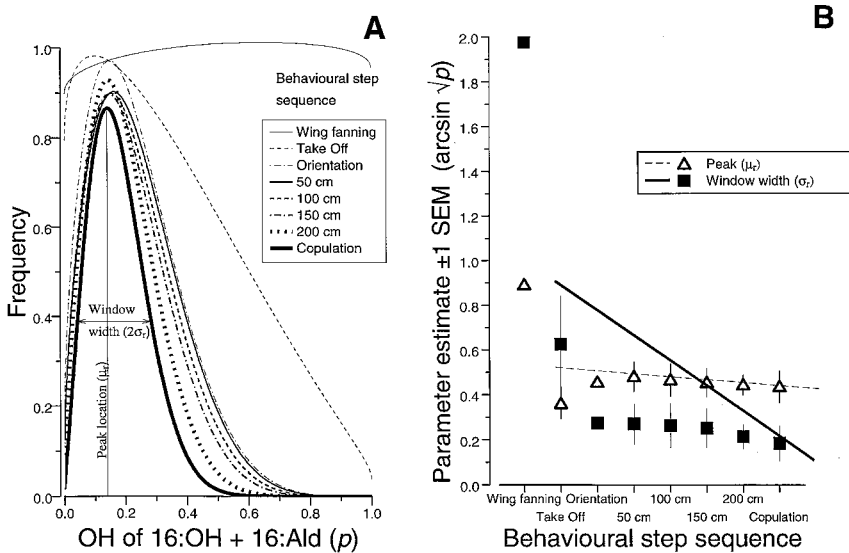 A
1.0
0.8
0.6
0.4
0.2
0.0
Frequency
Behavioural step
sequence
Wing fanning
Take Off
Orientation
50 cm
100 cm
150 cm
200 cm
Copulation
Window
width (2σᵣ)
Peak location (μᵣ)
0.0 0.2 0.4 0.6 0.8 1.0
OH of 16:OH + 16:Ald (p)
B
2.0
1.8
1.6
1.4
1.2
1.0
0.8
0.6
0.4
0.2
0.0
Parameter estimate ±1 SEM (arcsin √p)
Peak (μᵣ)
Window width (σᵣ)
Wing fanning Orientation 100 cm 200 cm
Take Off 50 cm 150 cm Copulation
Behavioural step sequence